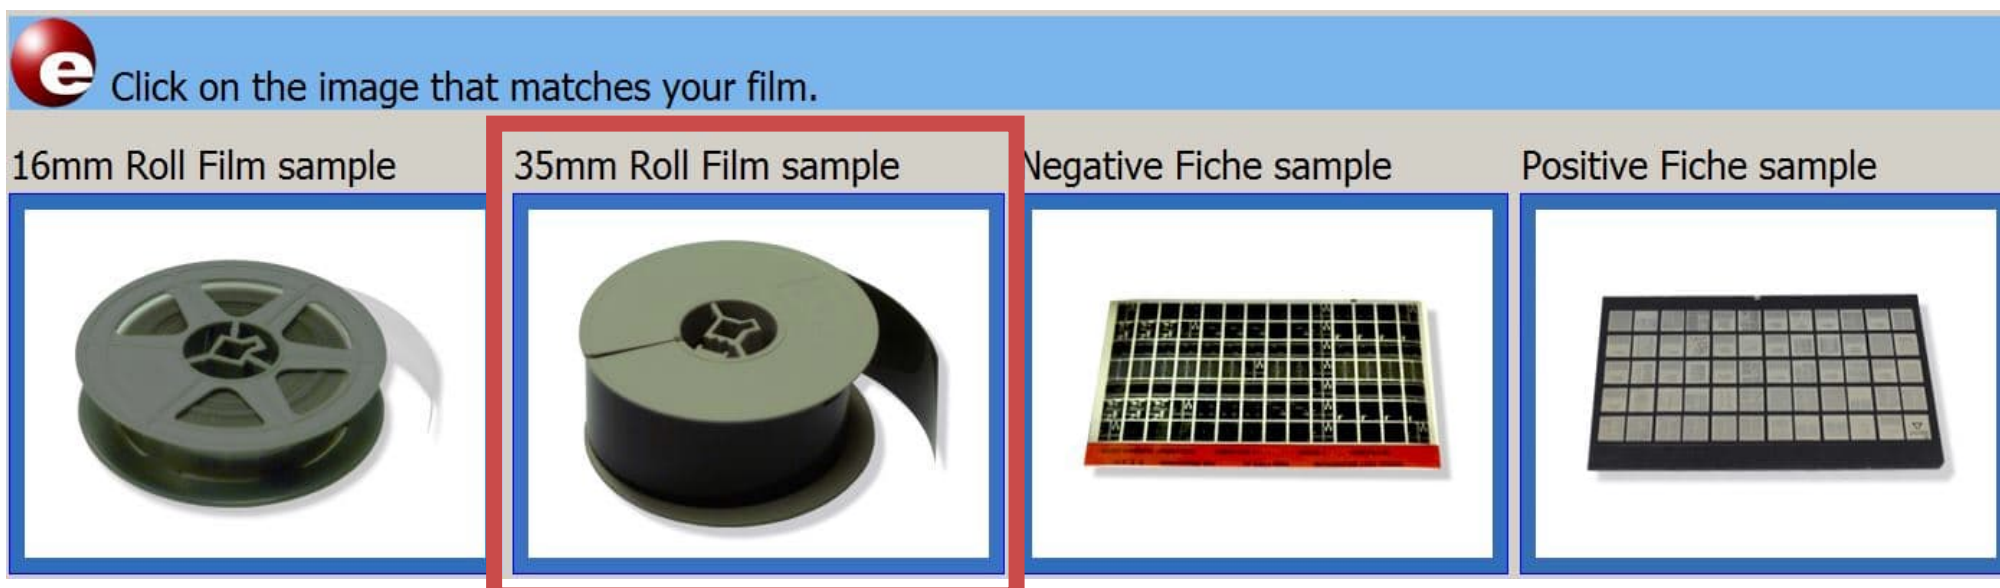 e
Click on the image that matches your film.
16mm Roll Film sample
35mm Roll Film sample
Negative Fiche sample
Positive Fiche sample